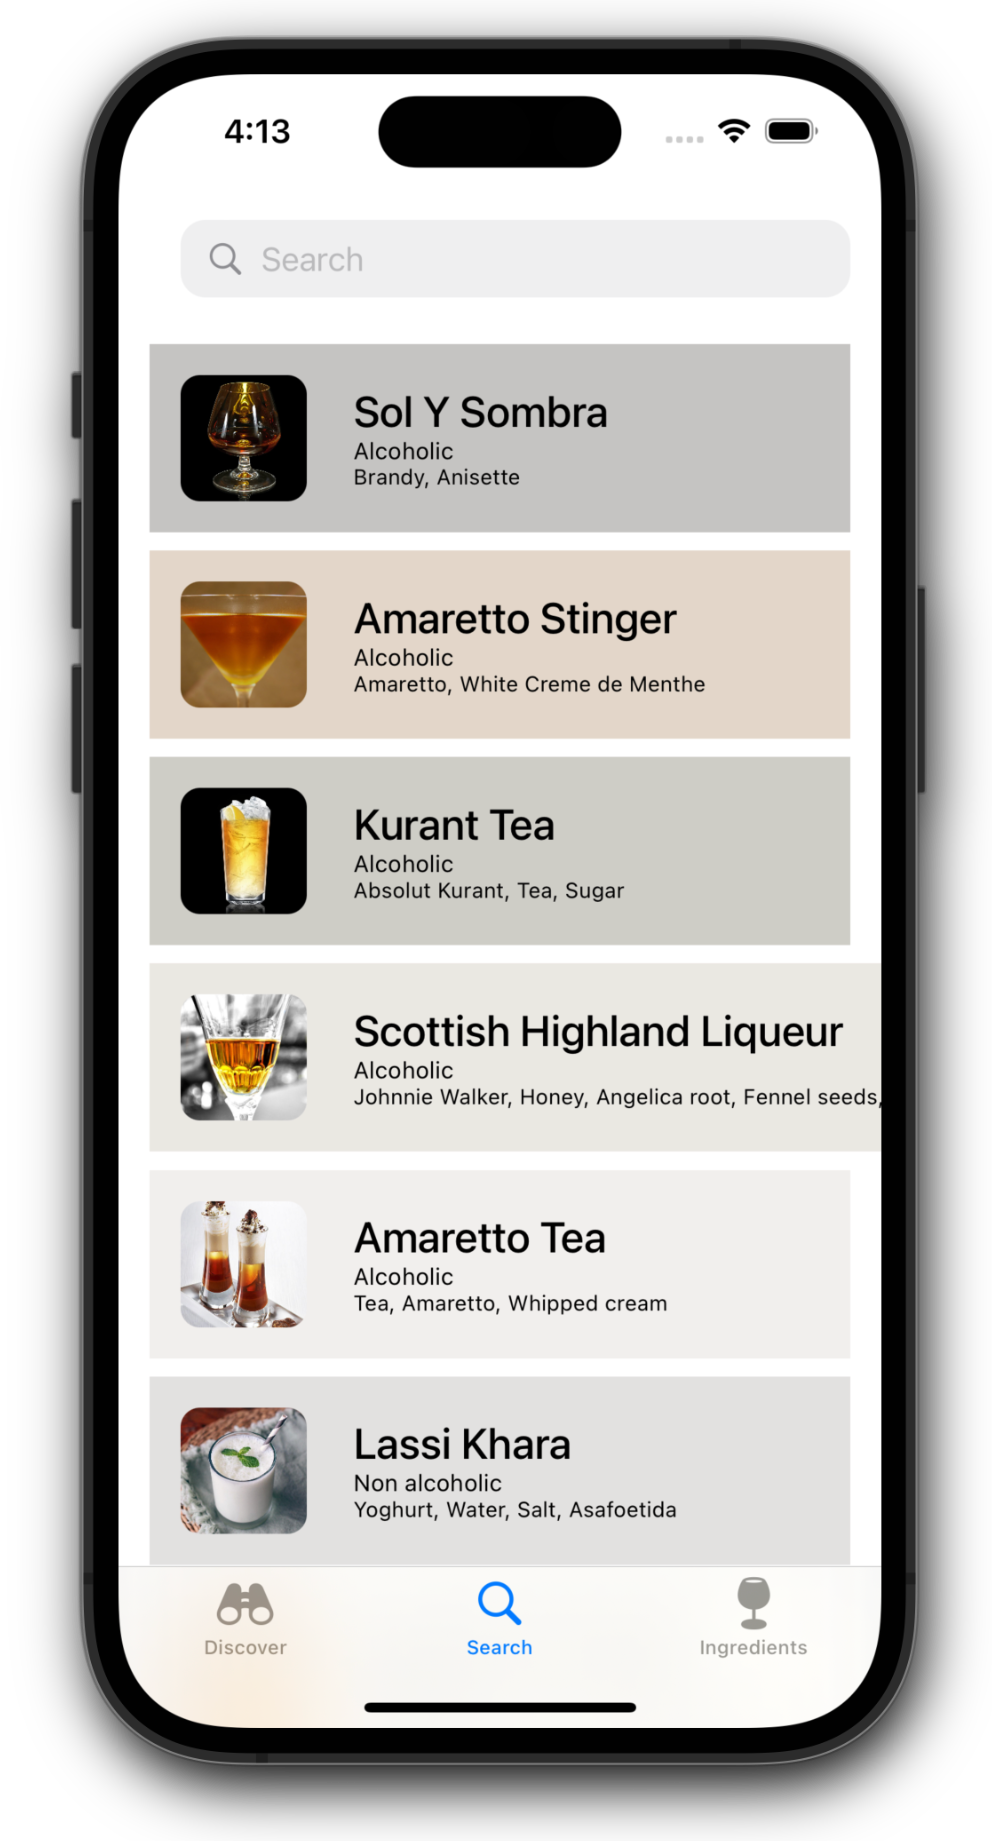 4:13
Search
Sol Y Sombra
Alcoholic
Brandy, Anisette
Amaretto Stinger
Alcoholic
Amaretto, White Creme de Menthe
Kurant Tea
Alcoholic
Absolut Kurant, Tea, Sugar
Scottish Highland Liqueur
Alcoholic
Johnnie Walker, Honey, Angelica root, Fennel seeds,
Amaretto Tea
Alcoholic
Tea, Amaretto, Whipped cream
Lassi Khara
Non alcoholic
Yoghurt, Water, Salt, Asafoetida
Discover
Search
Ingredients